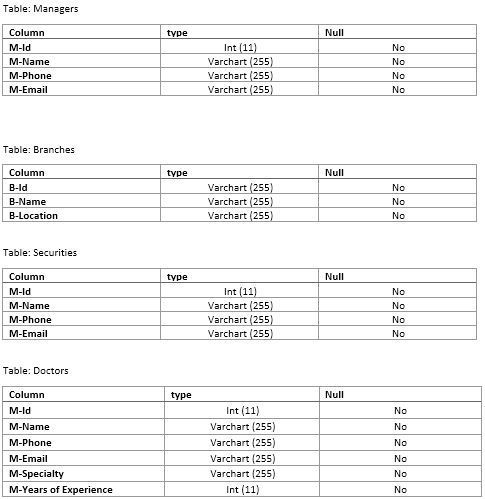 Table: Managers
Column type Null
M-Id Int (11) No
M-Name Varchart (255) No
M-Phone Varchart (255) No
M-Email Varchart (255) No
Table: Branches
Column type Null
B-Id Varchart (255) No
B-Name Varchart (255) No
B-Location Varchart (255) No
Table: Securities
Column type Null
M-Id Int (11) No
M-Name Varchart (255) No
M-Phone Varchart (255) No
M-Email Varchart (255) No
Table: Doctors
Column type Null
M-Id Int (11) No
M-Name Varchart (255) No
M-Phone Varchart (255) No
M-Email Varchart (255) No
M-Specialty Varchart (255) No
M-Years of Experience Int (11) No